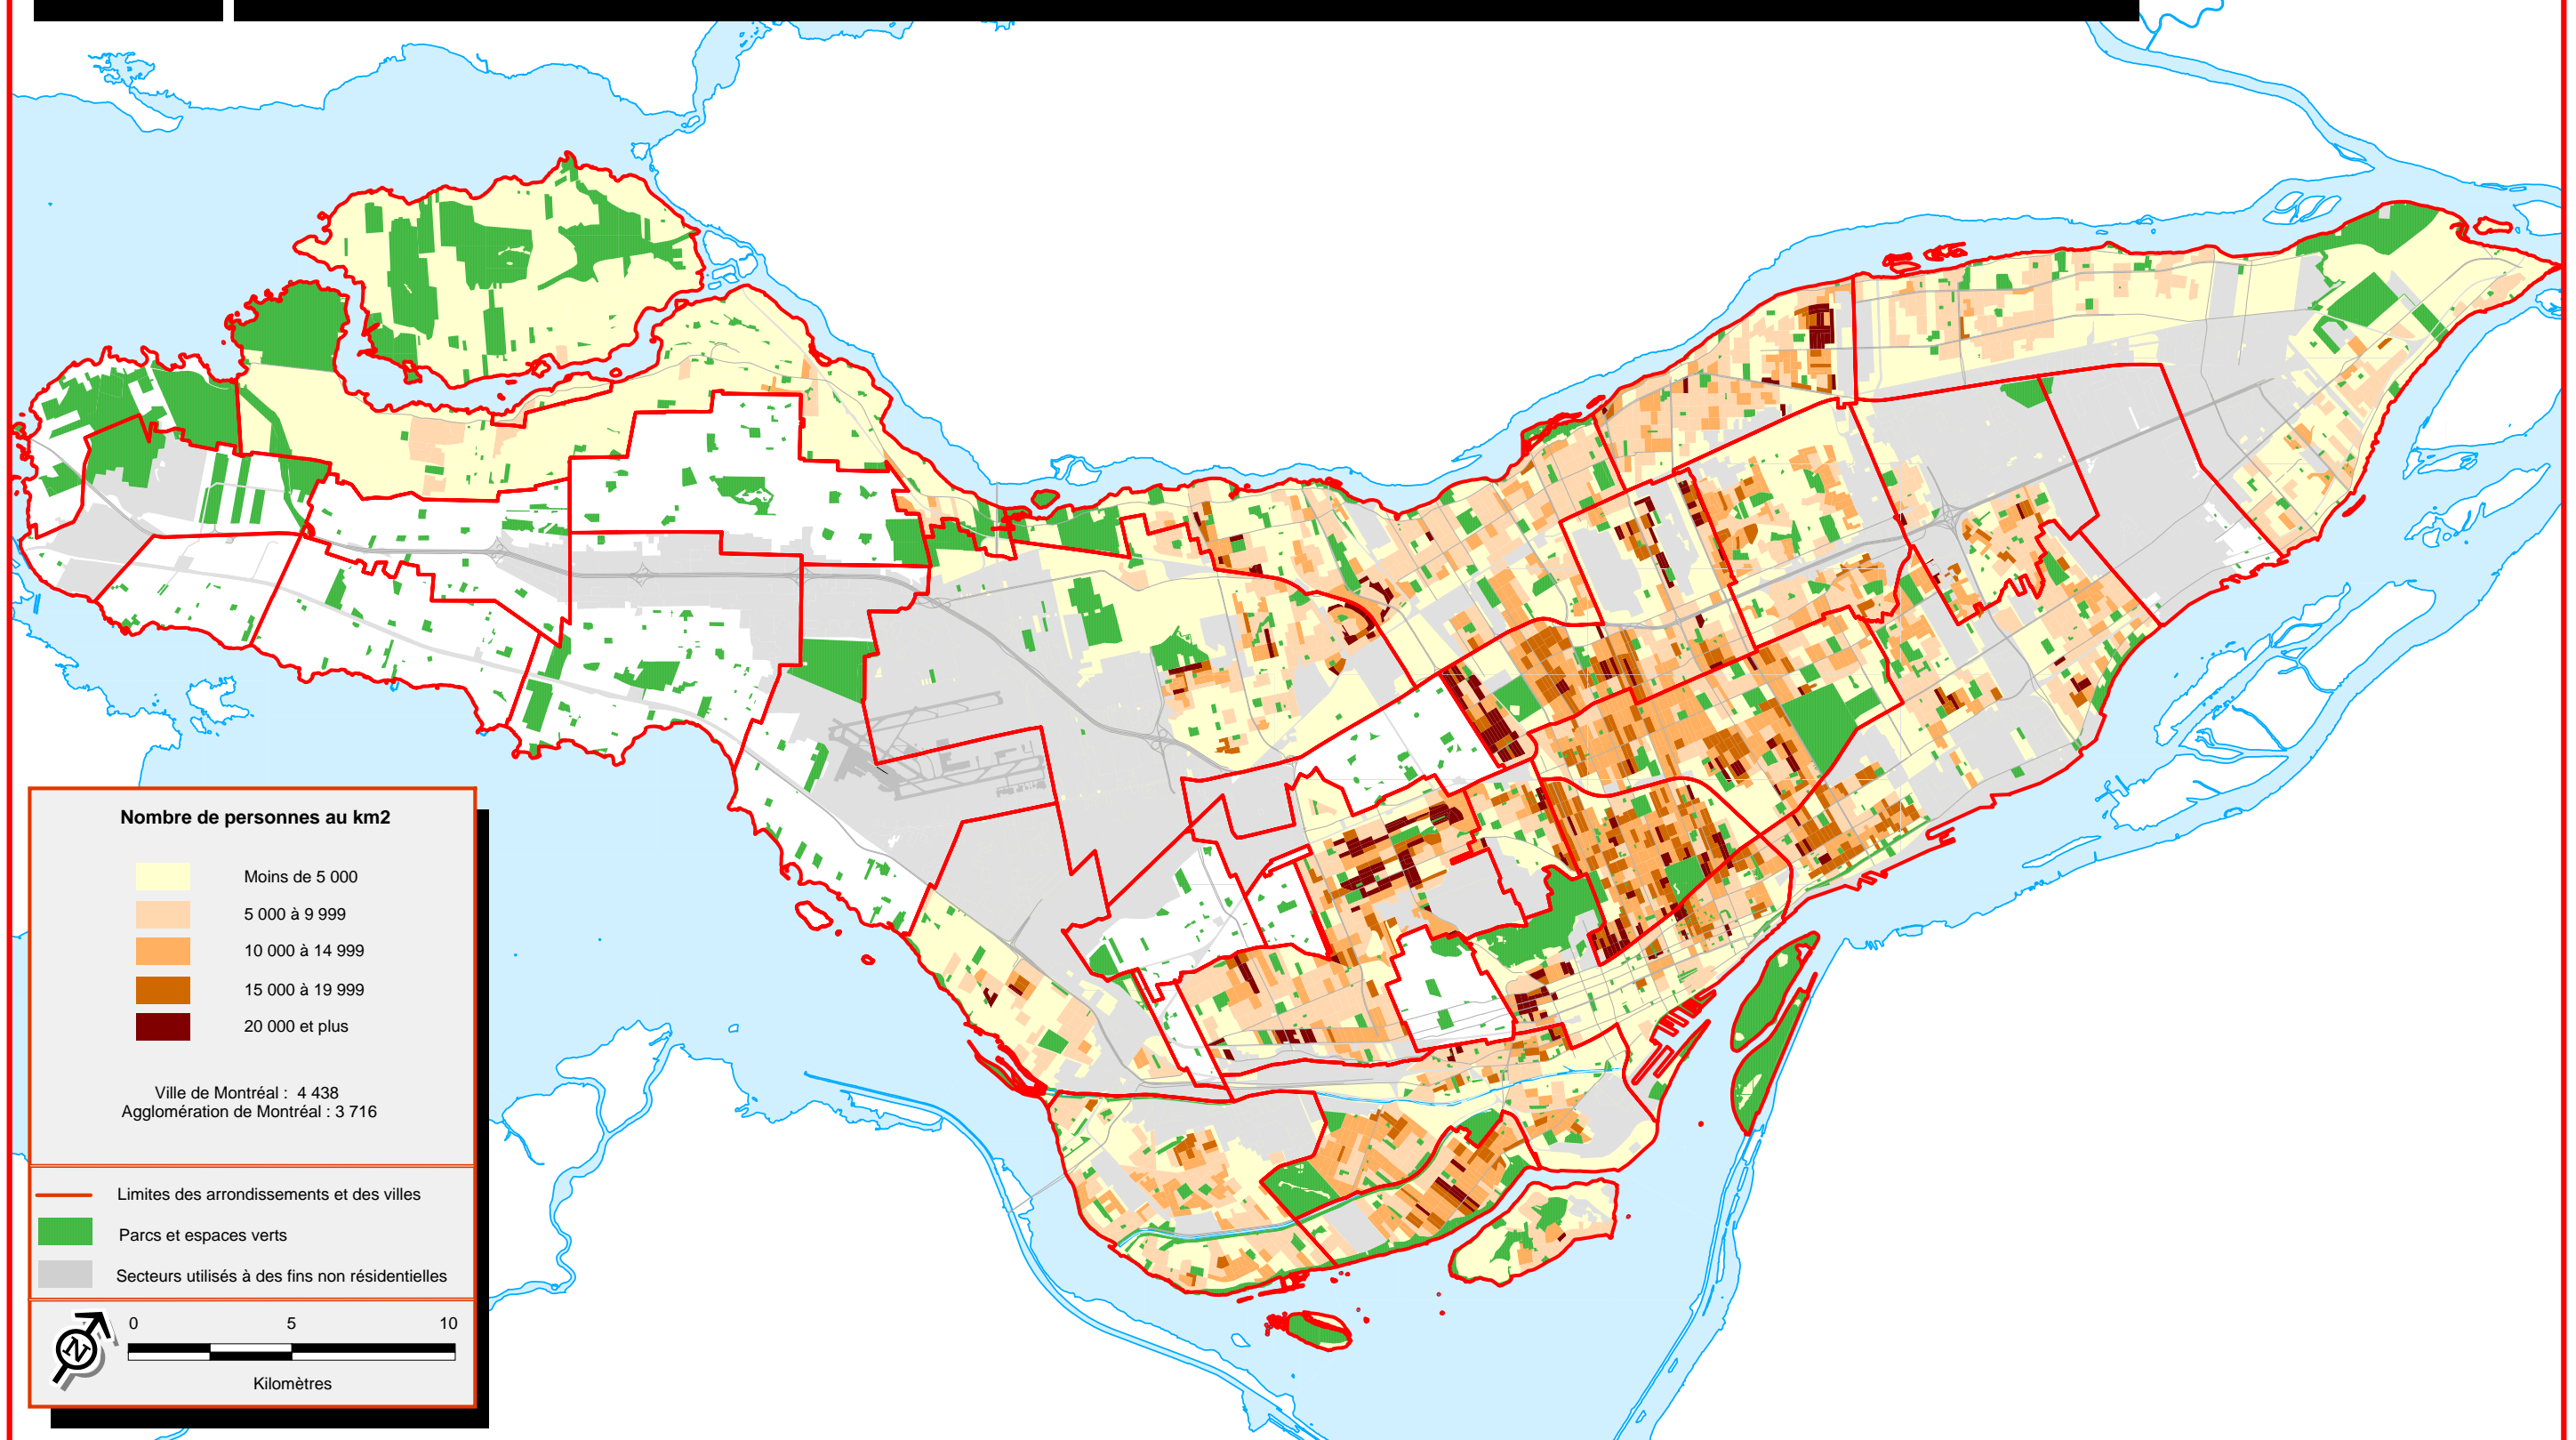 Nombre de personnes au km2
Moins de 5 000
5 000 à 9 999
10 000 à 14 999
15 000 à 19 999
20 000 et plus
Ville de Montréal : 4 438
Agglomération de Montréal : 3 716
Limites des arrondissements et des villes
Parcs et espaces verts
Secteurs utilisés à des fins non résidentielles
N
0 5 10
Kilomètres